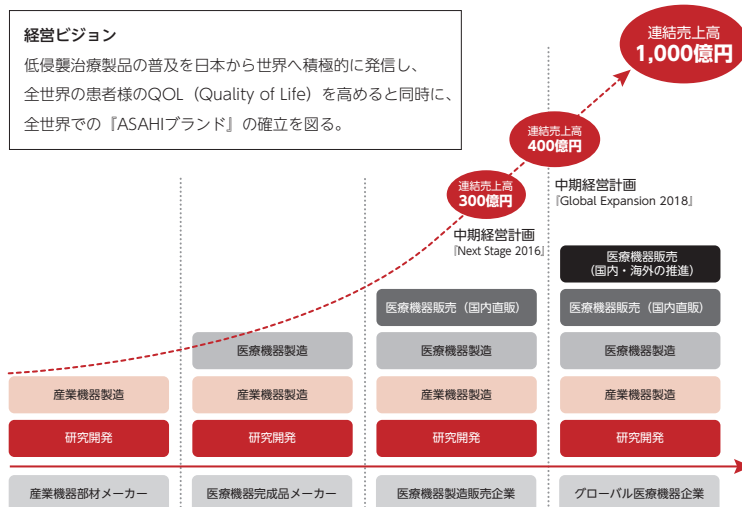 経営ビジョン
低侵襲治療製品の普及を日本から世界へ積極的に発信し、
全世界の患者様のQOL（Quality of Life）を高めると同時に、
全世界での『ASAHIブランド』の確立を図る。
連結売上高
1,000億円
連結売上高
400億円
連結売上高
300億円
中期経営計画
『Global Expansion 2018』
中期経営計画
『Next Stage 2016』
医療機器販売
（国内・海外の推進）
医療機器販売（国内直販）
医療機器販売（国内直販）
医療機器製造
医療機器製造
医療機器製造
産業機器製造
産業機器製造
産業機器製造
産業機器製造
研究開発
研究開発
研究開発
研究開発
産業機器部材メーカー
医療機器完成品メーカー
医療機器製造販売企業
グローバル医療機器企業